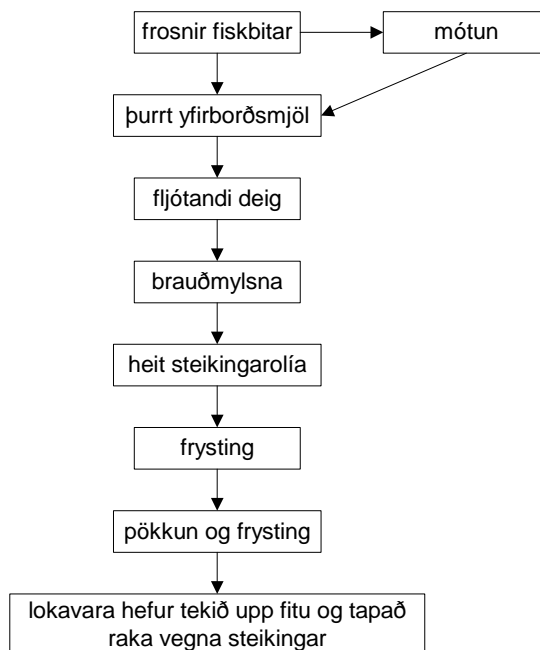 frosnir fiskbitar
mótun
þurrt yfirborðsmjöl
fljótandi deig
brauðmylsna
heit steikingarolía
frysting
pökkun og frysting
lokavara hefur tekið upp fitu og tapað
raka vegna steikingar